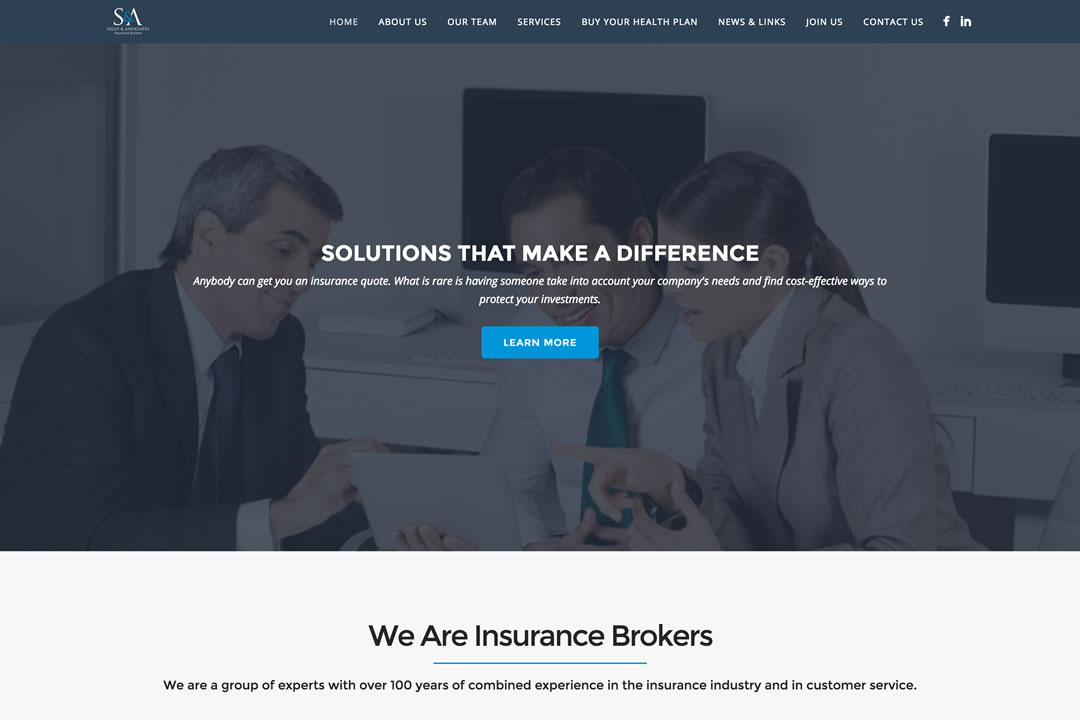 S&A
& ASSOCIATES
HOME ABOUT US OUR TEAM SERVICES BUY YOUR HEALTH PLAN NEWS & LINKS JOIN US CONTACT US
SOLUTIONS THAT MAKE A DIFFERENCE
Anybody can get you an insurance quote. What is rare is having someone take into account your company's needs and find cost-effective ways to
protect your investments.
LEARN MORE
We Are Insurance Brokers
We are a group of experts with over 100 years of combined experience in the insurance industry and in customer service.